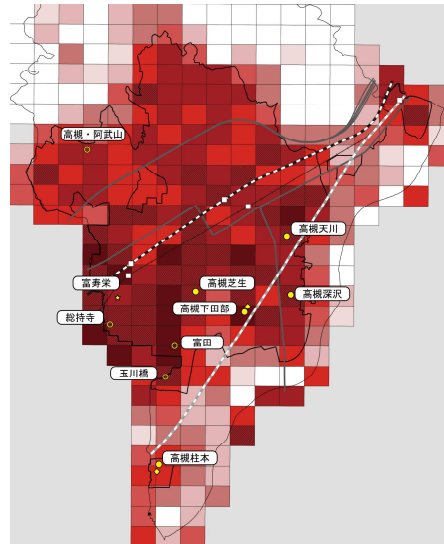 高槻・阿武山
高槻天川
富寿栄
高槻芝生
高槻深沢
高槻下田部
総持寺
富田
玉川橋
高槻柱本